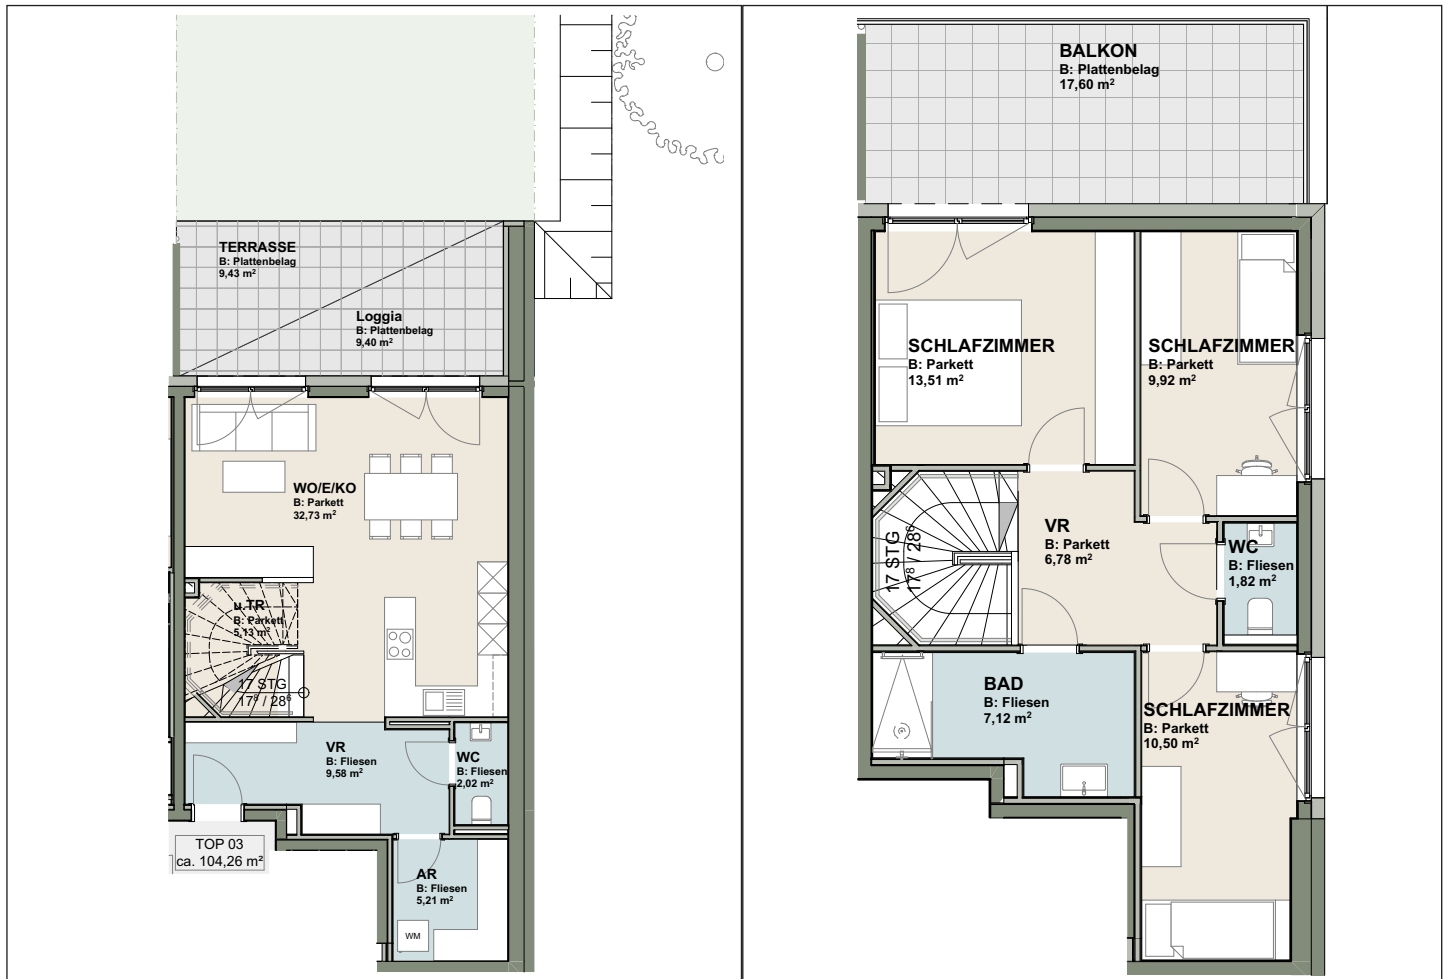 TERRASSE
B: Plattenbelag
9,43 m²
Loggia
B: Plattenbelag
9,40 m²
WO/E/KO
B: Parkett
32,73 m²
u.TR
B: Parkett
5,13 m²
17 STG
17⁸ / 28⁶
VR
B: Fliesen
9,58 m²
WC
B: Fliesen
2,02 m²
TOP 03
ca. 104,26 m²
AR
B: Fliesen
5,21 m²
WM
BALKON
B: Plattenbelag
17,60 m²
SCHLAFZIMMER
B: Parkett
13,51 m²
SCHLAFZIMMER
B: Parkett
9,92 m²
17 STG
17⁸ / 28⁶
VR
B: Parkett
6,78 m²
WC
B: Fliesen
1,82 m²
BAD
B: Fliesen
7,12 m²
SCHLAFZIMMER
B: Parkett
10,50 m²